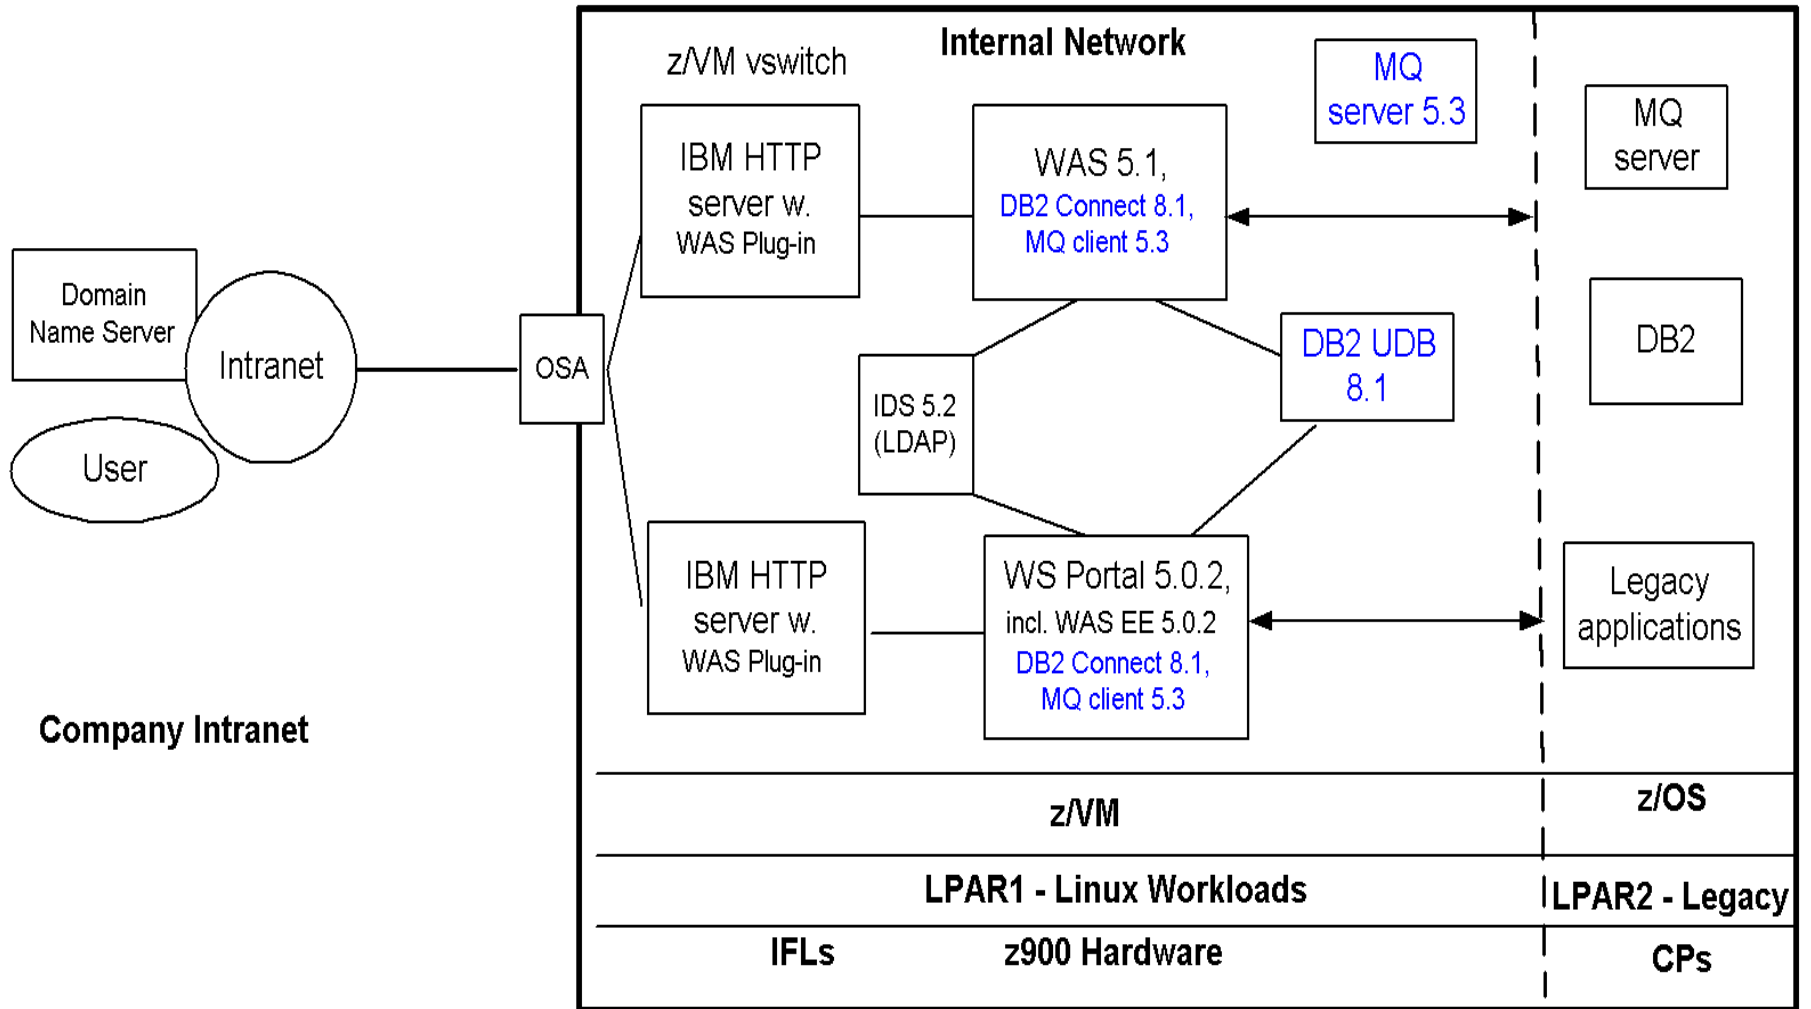 Internal Network
z/VM vswitch
IBM HTTP
server w.
WAS Plug-in
WAS 5.1,
DB2 Connect 8.1,
MQ client 5.3
MQ
server 5.3
MQ
server
Domain
Name Server
Intranet
User
OSA
IDS 5.2
(LDAP)
DB2 UDB
8.1
DB2
IBM HTTP
server w.
WAS Plug-in
WS Portal 5.0.2,
incl. WAS EE 5.0.2
DB2 Connect 8.1,
MQ client 5.3
Legacy
applications
Company Intranet
z/VM
z/OS
LPAR1 - Linux Workloads
LPAR2 - Legacy
IFLs
z900 Hardware
CPs